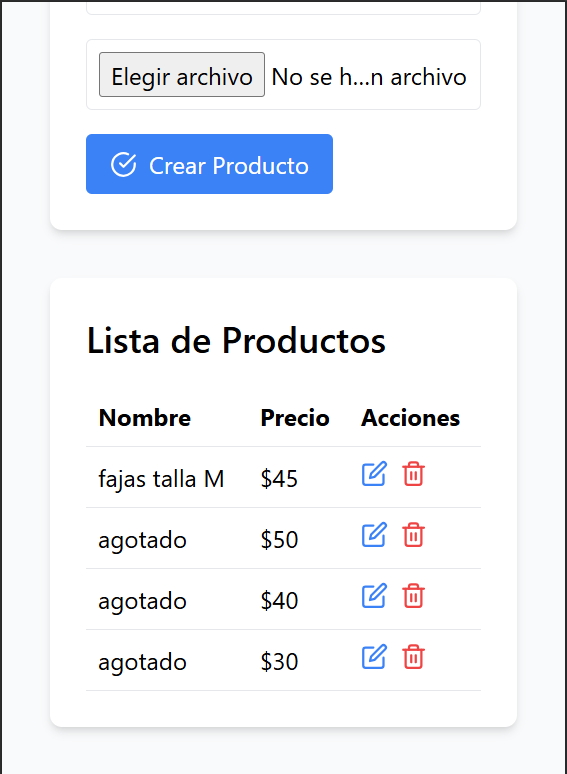 Elegir archivo No se h...n archivo
Crear Producto
Lista de Productos
Nombre Precio Acciones
fajas talla M $45
agotado $50
agotado $40
agotado $30